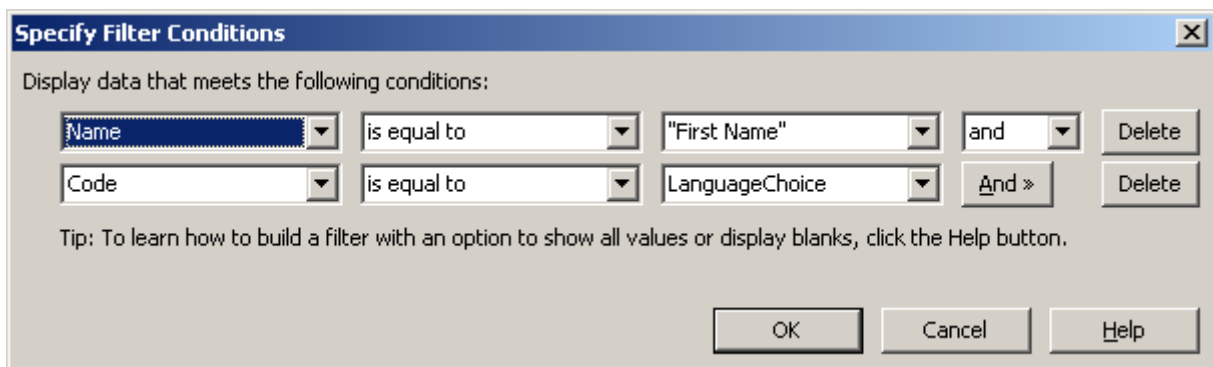 Specify Filter Conditions
Display data that meets the following conditions:
Name is equal to "First Name" and Delete
Code is equal to LanguageChoice And » Delete
Tip: To learn how to build a filter with an option to show all values or display blanks, click the Help button.
OK Cancel Help